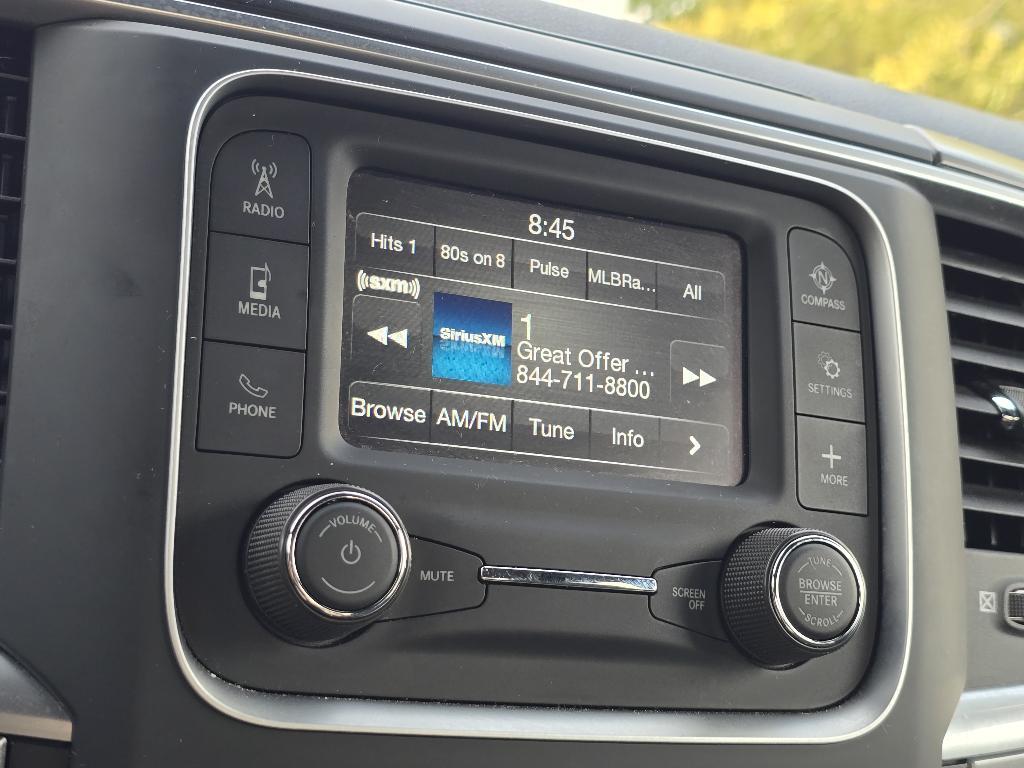 RADIO
MEDIA
PHONE
8:45
Hits 1
80s on 8
Pulse
MLBRa...
All
((sxm))
SiriusXM
1
Great Offer ...
844-711-8800
Browse
AM/FM
Tune
Info
COMPASS
N
SETTINGS
MORE
VOLUME
MUTE
SCREEN
OFF
TUNE
BROWSE
ENTER
SCROLL